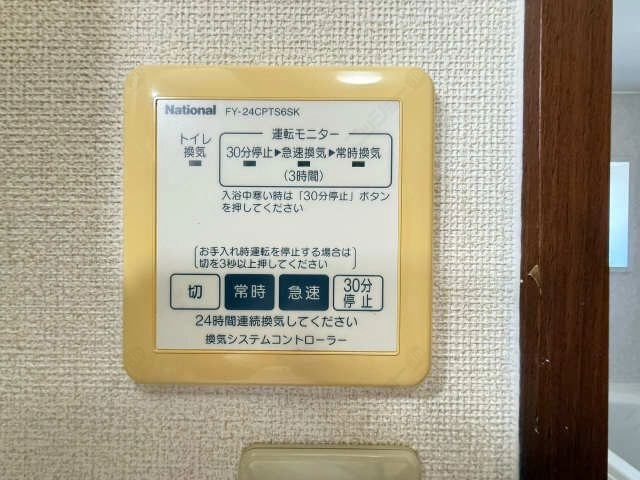 National FY-24CPTS6SK
トイレ換気
運転モニター
30分停止▶急速換気▶常時換気
(3時間)
入浴中寒い時は「30分停止」ボタン
を押してください
お手入れ時運転を停止する場合は
切を3秒以上押してください
切 常時 急速 30分停止
24時間連続換気してください
換気システムコントローラー